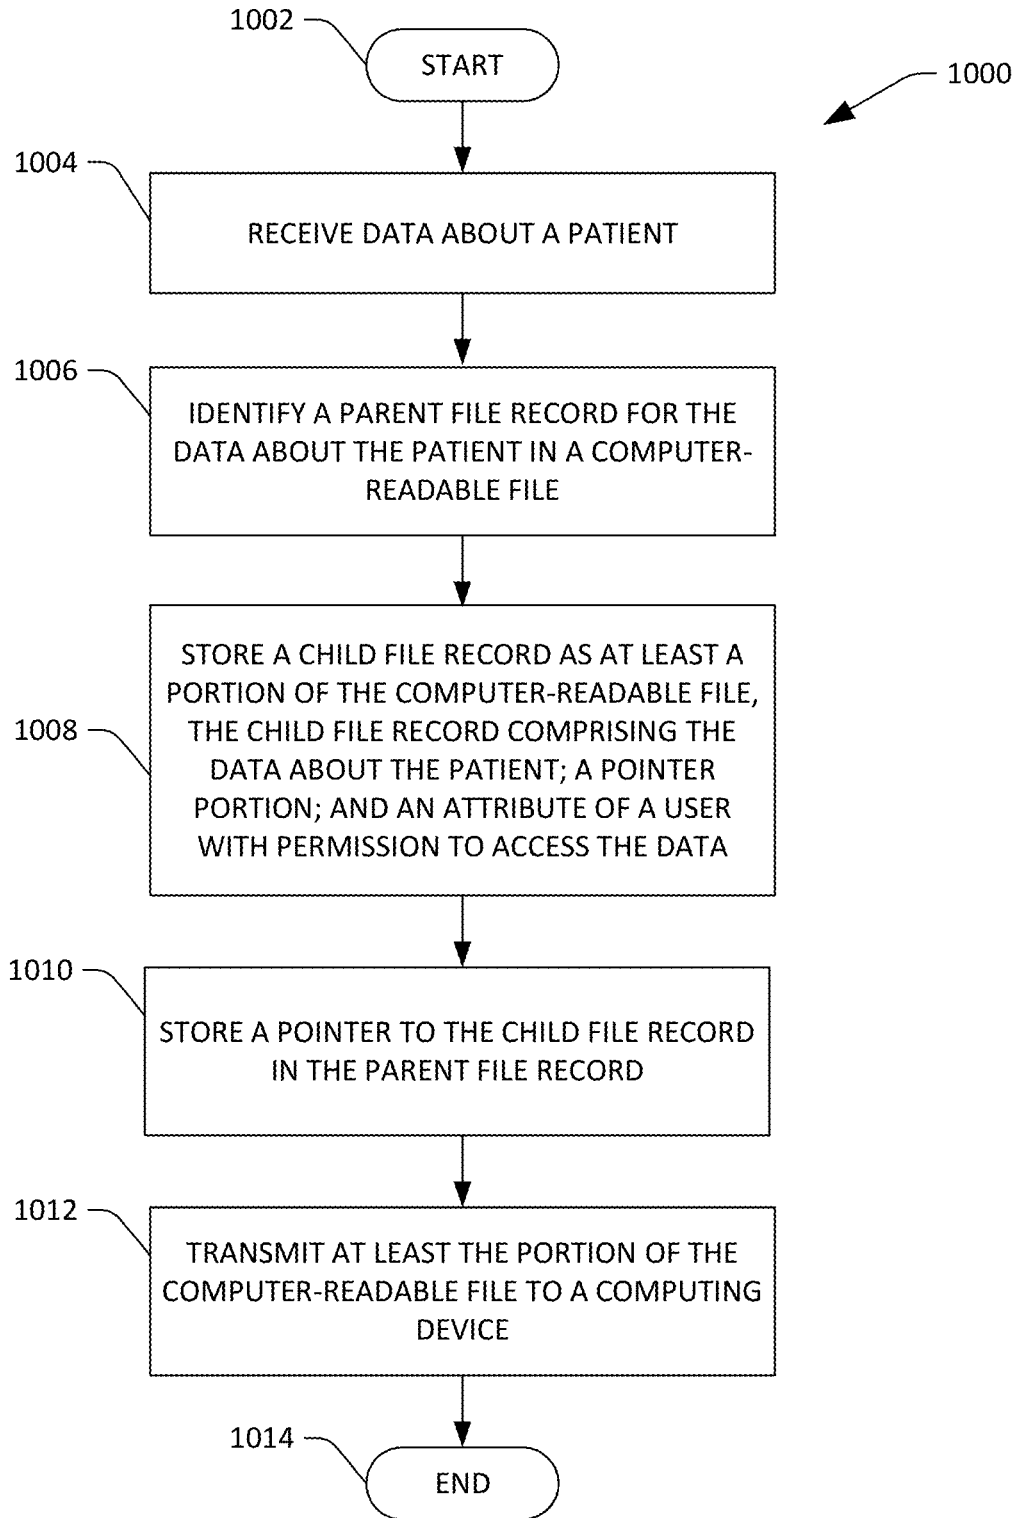 1002
START
1000
1004
RECEIVE DATA ABOUT A PATIENT
1006
IDENTIFY A PARENT FILE RECORD FOR THE
DATA ABOUT THE PATIENT IN A COMPUTER-
READABLE FILE
1008
STORE A CHILD FILE RECORD AS AT LEAST A
PORTION OF THE COMPUTER-READABLE FILE,
THE CHILD FILE RECORD COMPRISING THE
DATA ABOUT THE PATIENT; A POINTER
PORTION; AND AN ATTRIBUTE OF A USER
WITH PERMISSION TO ACCESS THE DATA
1010
STORE A POINTER TO THE CHILD FILE RECORD
IN THE PARENT FILE RECORD
1012
TRANSMIT AT LEAST THE PORTION OF THE
COMPUTER-READABLE FILE TO A COMPUTING
DEVICE
1014
END